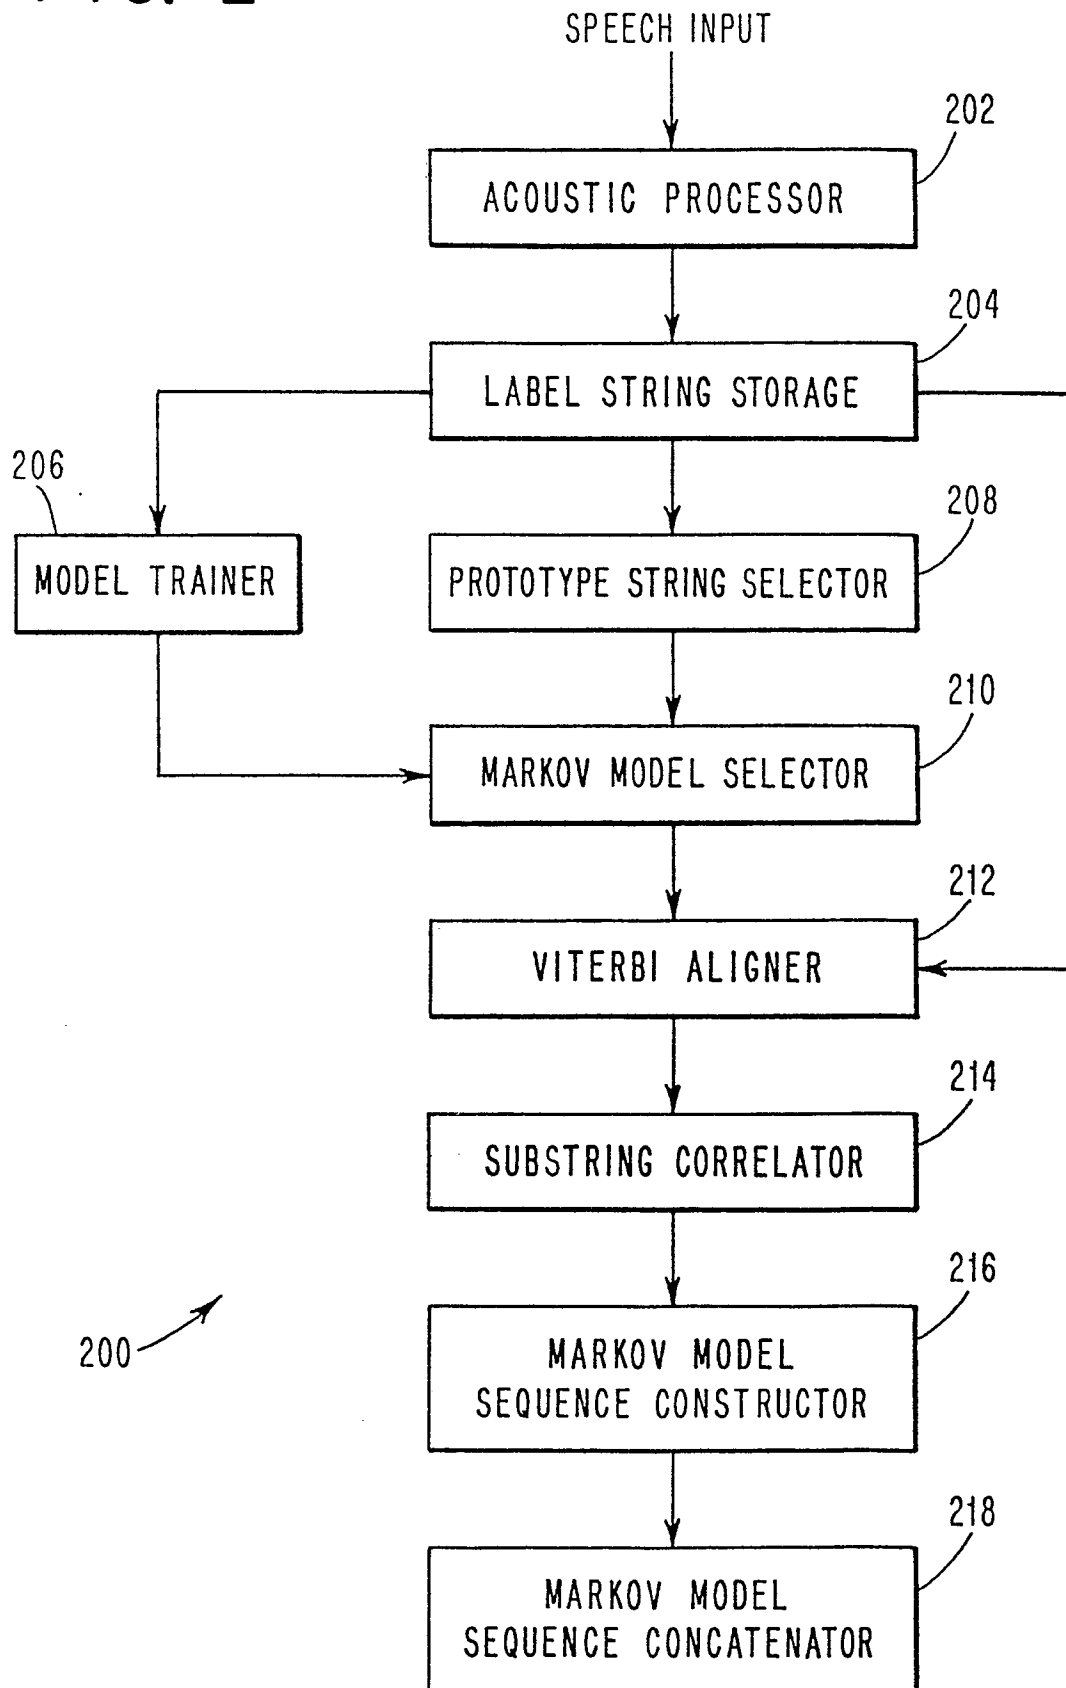 SPEECH INPUT
202
ACOUSTIC PROCESSOR
204
LABEL STRING STORAGE
206
208
MODEL TRAINER
PROTOTYPE STRING SELECTOR
210
MARKOV MODEL SELECTOR
212
VITERBI ALIGNER
214
SUBSTRING CORRELATOR
216
200
MARKOV MODEL
SEQUENCE CONSTRUCTOR
218
MARKOV MODEL
SEQUENCE CONCATENATOR